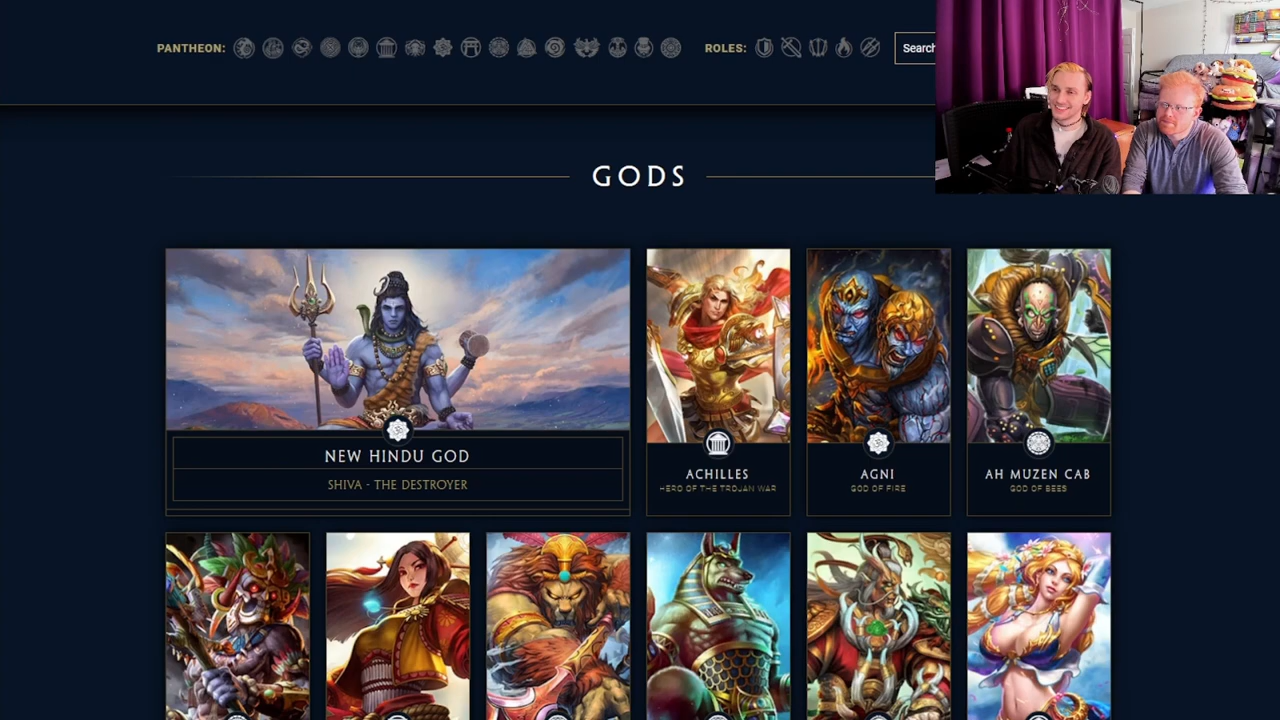 PANTHEON:
ROLES:
Search
GODS
NEW HINDU GOD
SHIVA - THE DESTROYER
ACHILLES
HERO OF THE TROJAN WAR
AGNI
GOD OF FIRE
AH MUZEN CAB
GOD OF BEES